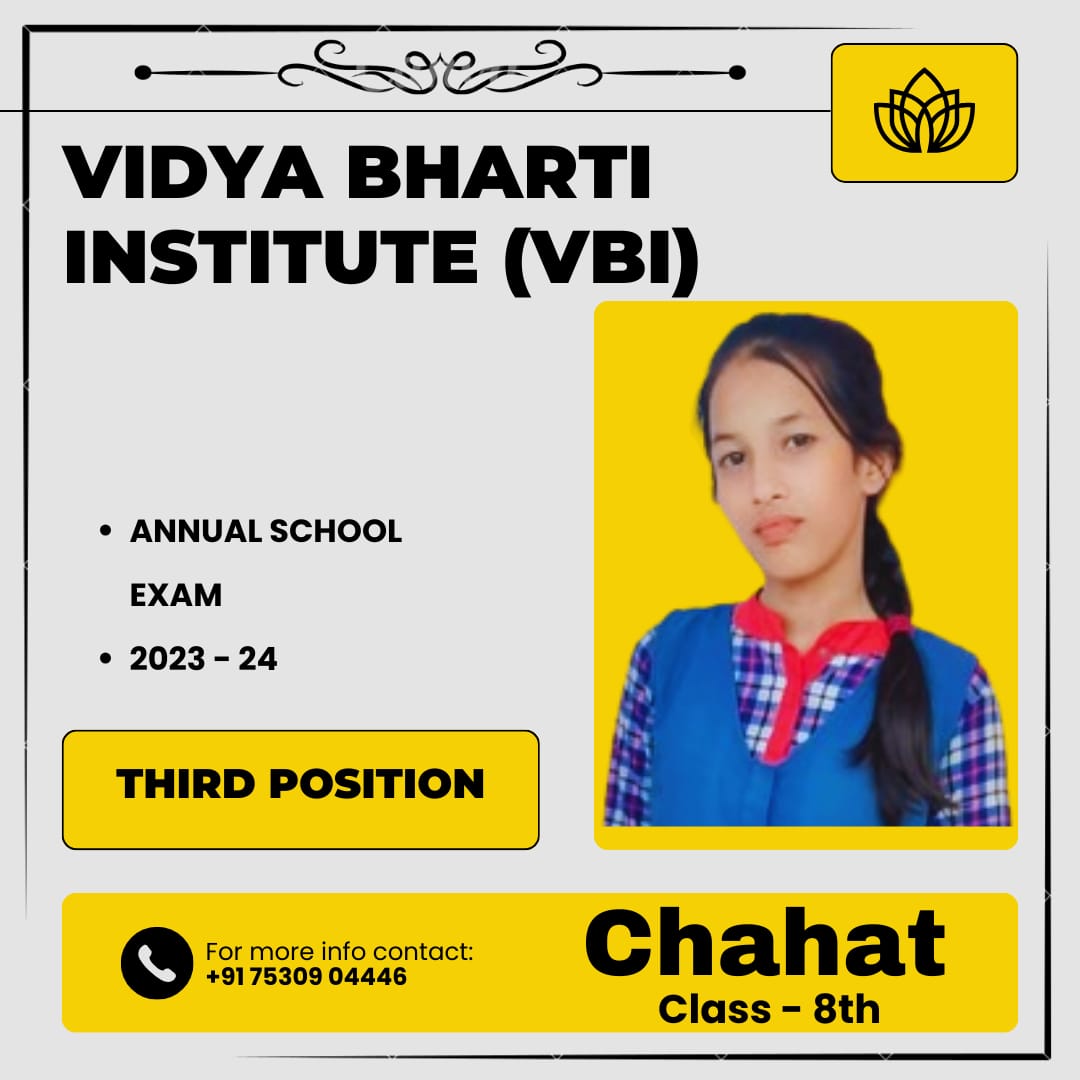 VIDYA BHARTI
INSTITUTE (VBI)
ANNUAL SCHOOL
EXAM
2023 - 24
THIRD POSITION
For more info contact:
+91 75309 04446
Chahat
Class - 8th